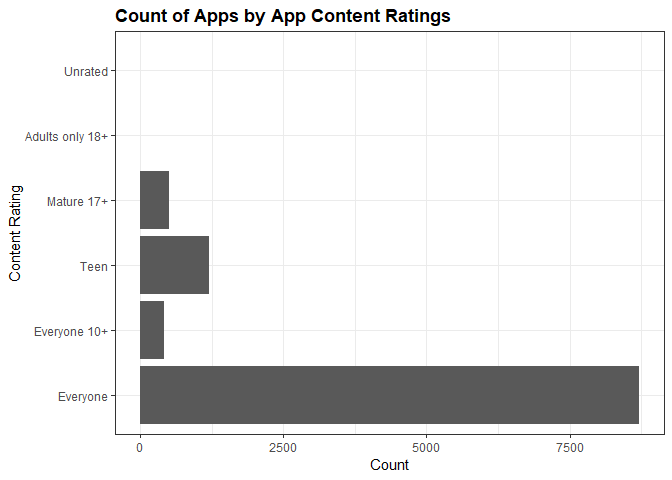 Count of Apps by App Content Ratings
Content Rating
Unrated
Adults only 18+
Mature 17+
Teen
Everyone 10+
Everyone
0 2500 5000 7500
Count